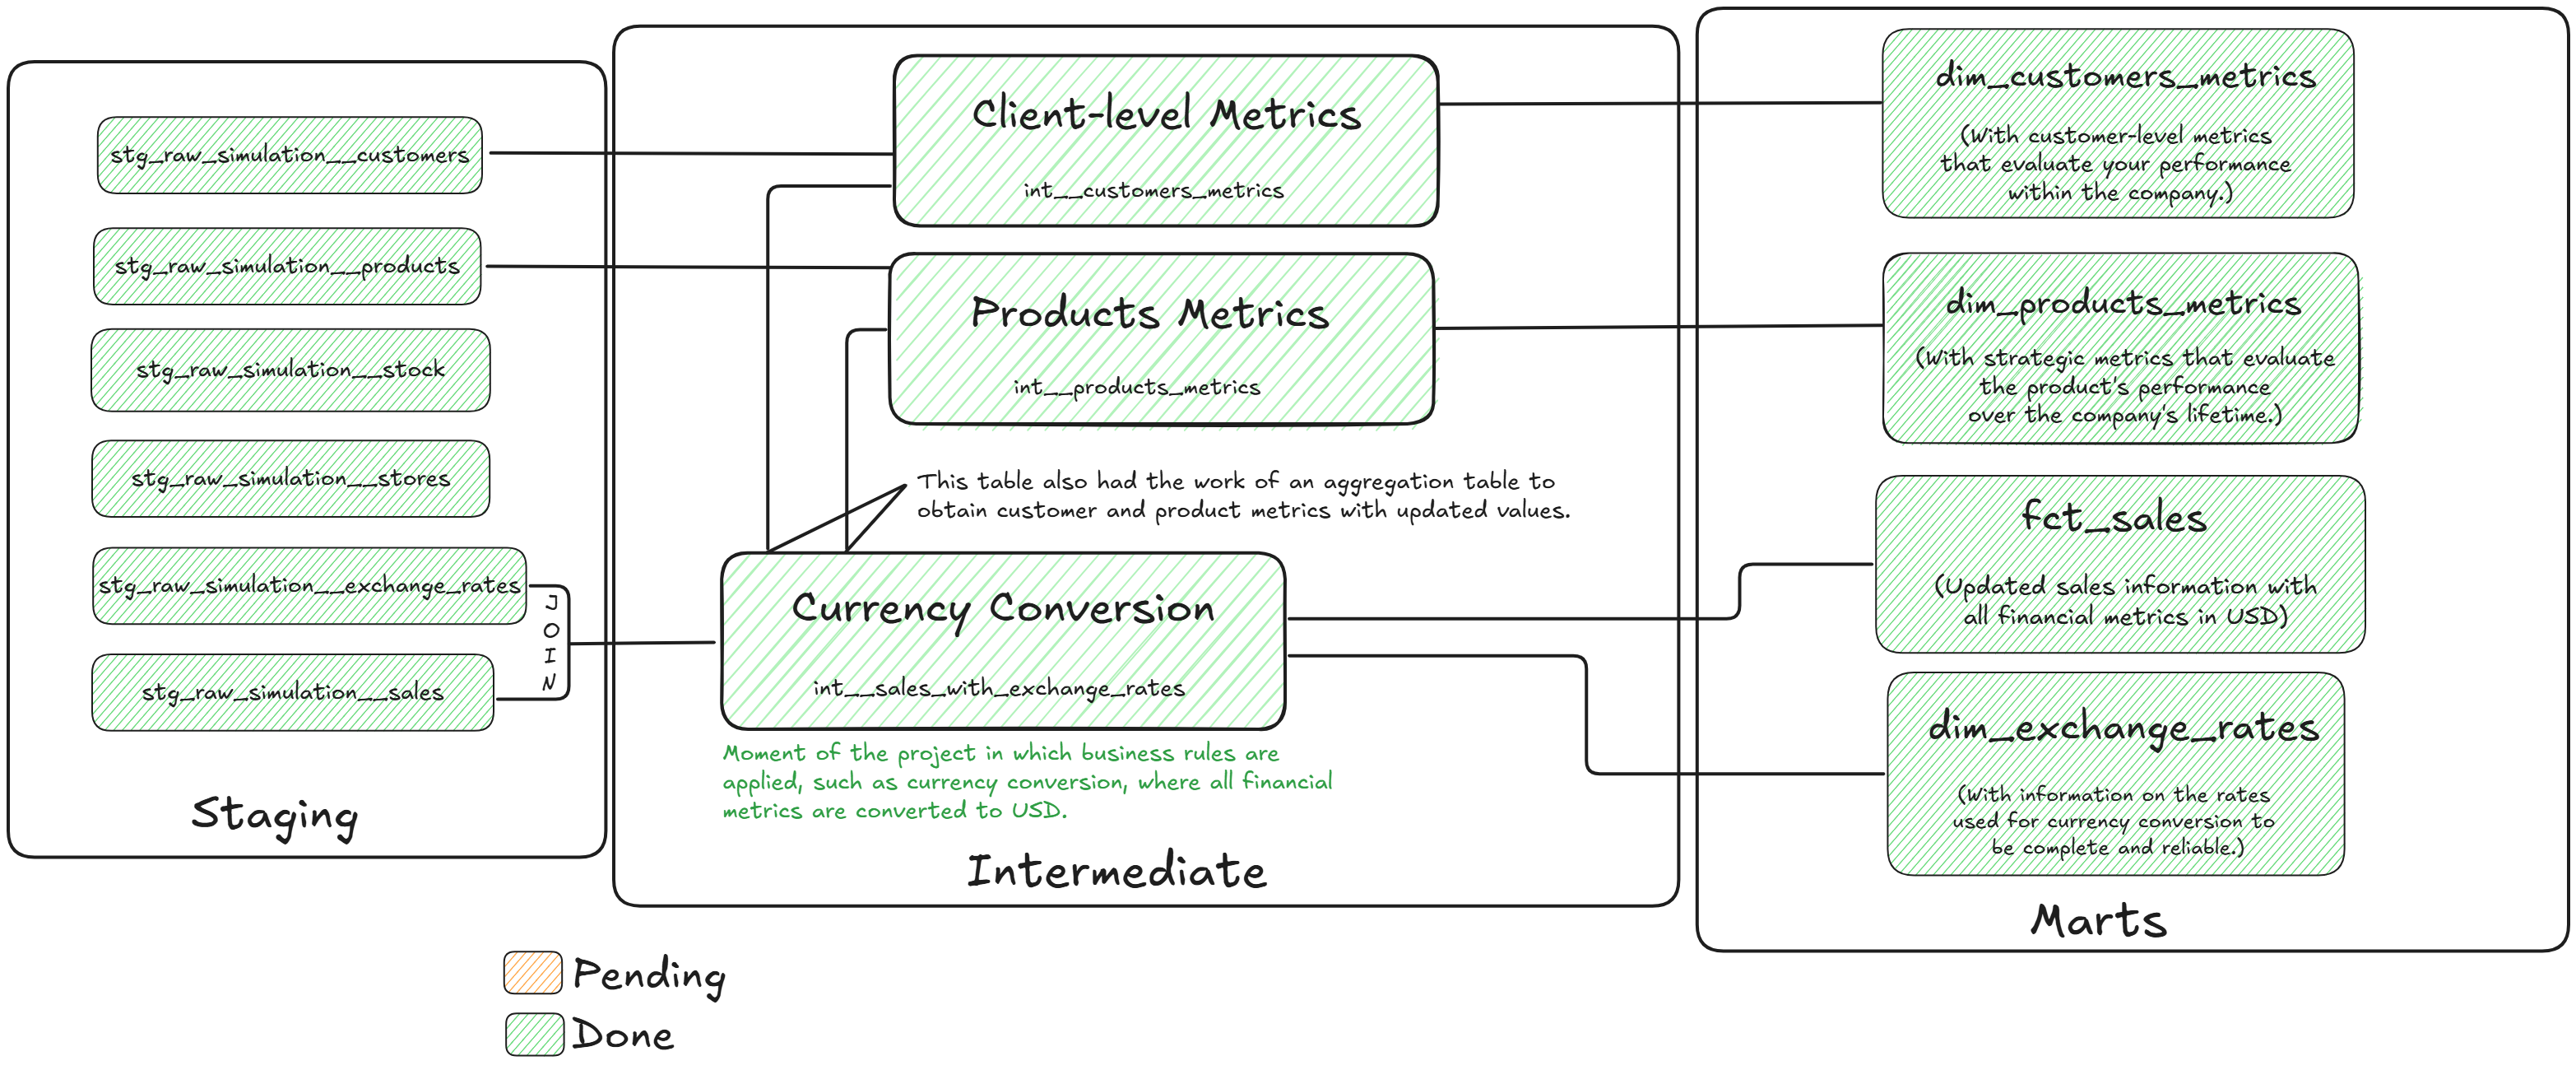 stg_raw_simulation__customers
stg_raw_simulation__products
stg_raw_simulation__stock
stg_raw_simulation__stores
stg_raw_simulation__exchange_rates
stg_raw_simulation__sales
J
O
I
N
Staging
Client-level Metrics
int__customers_metrics
Products Metrics
int__products_metrics
This table also had the work of an aggregation table to
obtain customer and product metrics with updated values.
Currency Conversion
int__sales_with_exchange_rates
Moment of the project in which business rules are
applied, such as currency conversion, where all financial
metrics are converted to USD.
Intermediate
dim_customers_metrics
(With customer-level metrics
that evaluate your performance
within the company.)
dim_products_metrics
(With strategic metrics that evaluate
the product's performance
over the company's lifetime.)
fct_sales
(Updated sales information with
all financial metrics in USD)
dim_exchange_rates
(With information on the rates
used for currency conversion to
be complete and reliable.)
Marts
Pending
Done